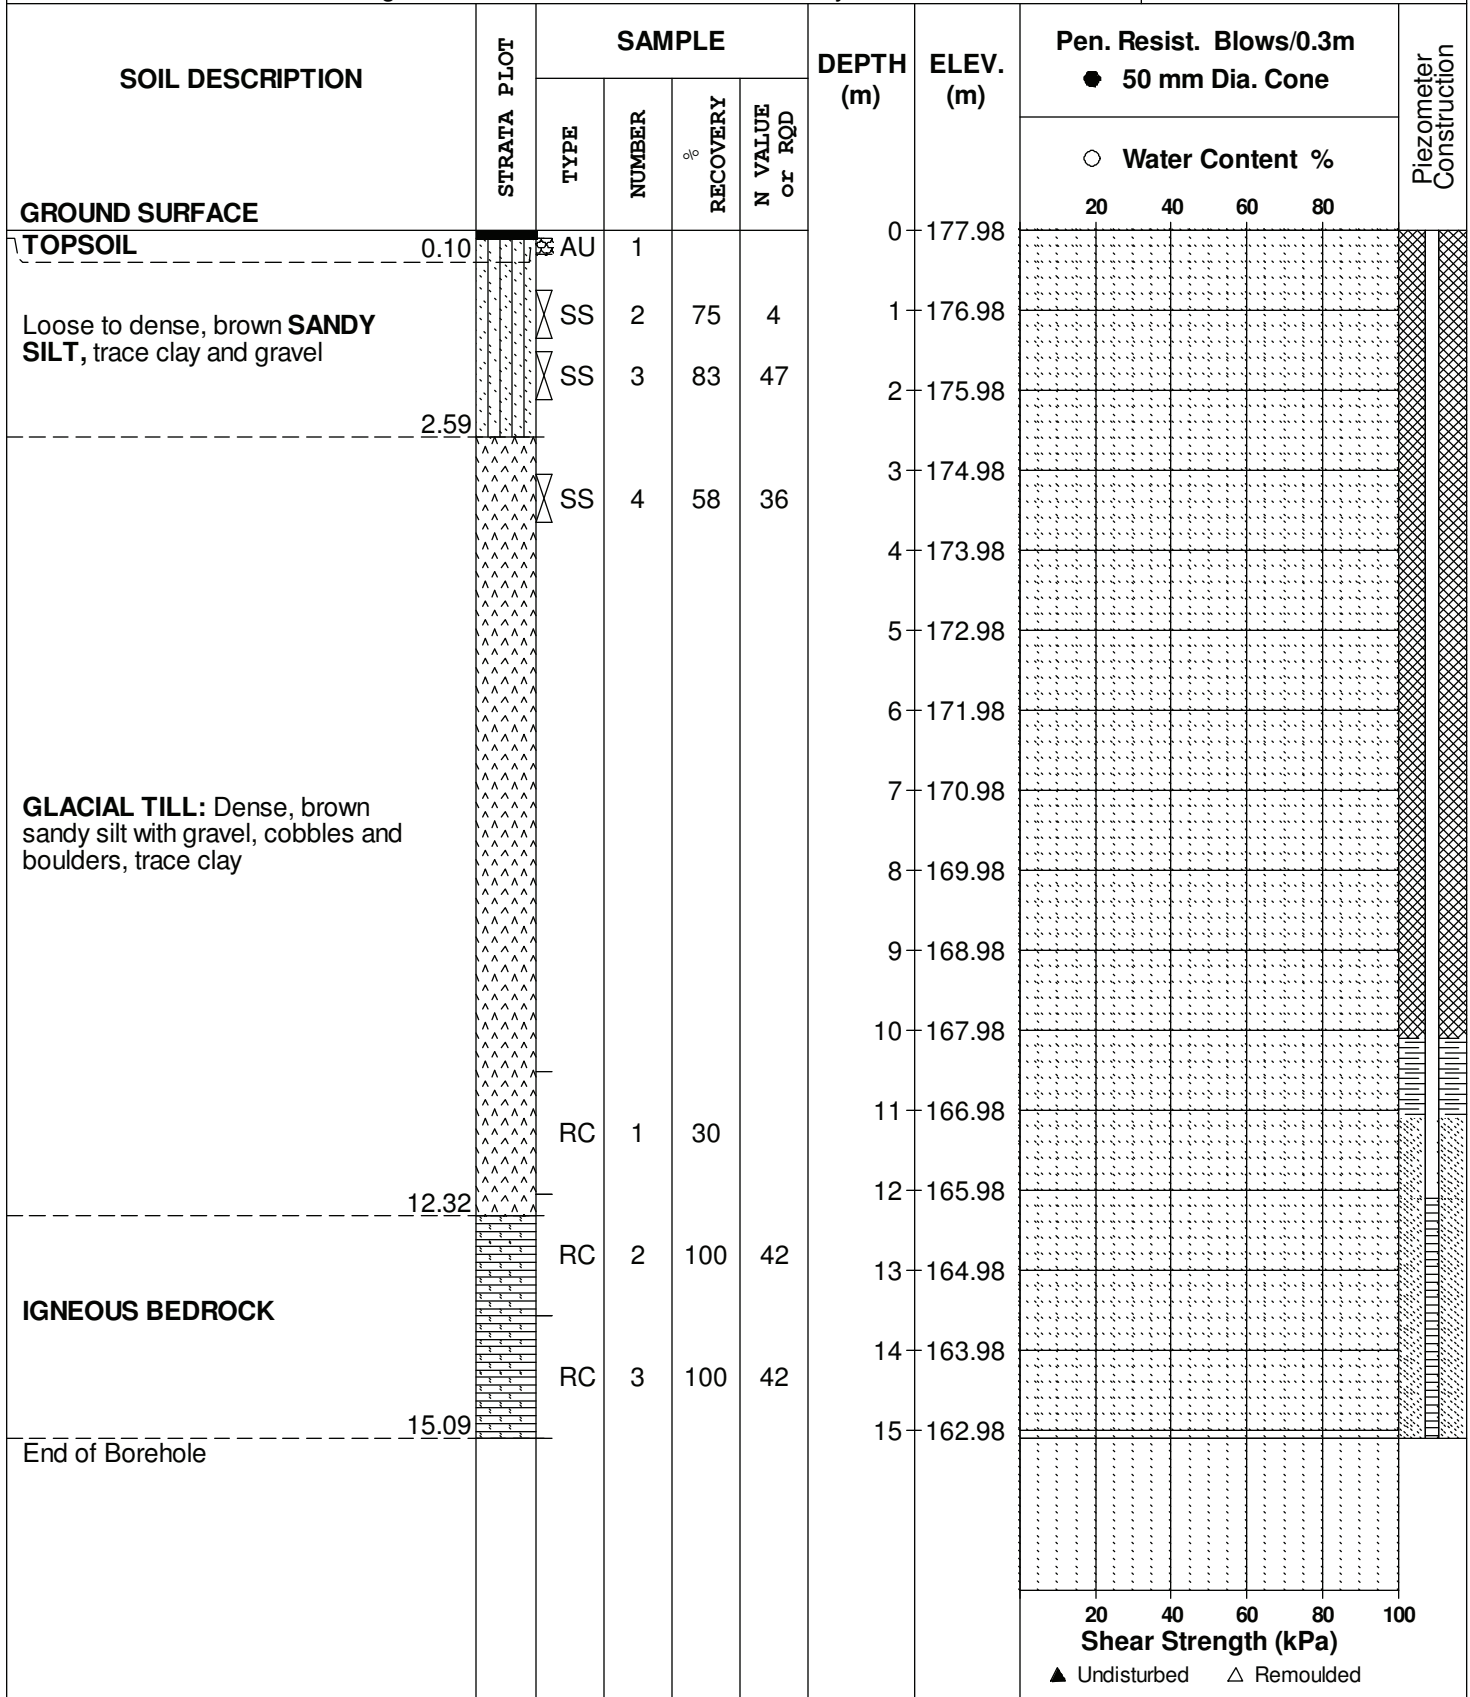 SOIL DESCRIPTION
GROUND SURFACE
STRATA PLOT
SAMPLE
TYPE
NUMBER
% RECOVERY
N VALUE or RQD
DEPTH (m)
ELEV. (m)
Pen. Resist. Blows/0.3m
● 50 mm Dia. Cone
○ Water Content %
20 40 60 80
Piezometer Construction
0 177.98
TOPSOIL 0.10 AU 1
1 176.98
Loose to dense, brown SANDY
SILT, trace clay and gravel
SS 2 75 4
SS 3 83 47
2 175.98
2.59
3 174.98
SS 4 58 36
4 173.98
5 172.98
6 171.98
7 170.98
GLACIAL TILL: Dense, brown
sandy silt with gravel, cobbles and
boulders, trace clay
8 169.98
9 168.98
10 167.98
11 166.98
RC 1 30
12 165.98
12.32
RC 2 100 42
13 164.98
IGNEOUS BEDROCK
14 163.98
RC 3 100 42
15.09
15 162.98
End of Borehole
20 40 60 80 100
Shear Strength (kPa)
▲ Undisturbed △ Remoulded